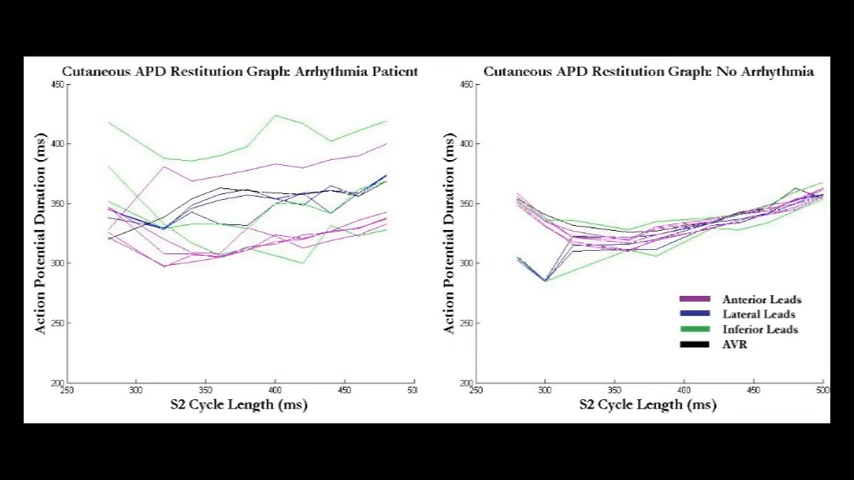 Cutaneous APD Restitution Graph: Arrhythmia Patient
450
400
350
300
250
200
250
300
350
400
450
50
Action Potential Duration (ms)
S2 Cycle Length (ms)
Cutaneous APD Restitution Graph: No Arrhythmia
450
400
350
300
250
200
250
300
350
400
450
500
Action Potential Duration (ms)
S2 Cycle Length (ms)
Anterior Leads
Lateral Leads
Inferior Leads
AVR